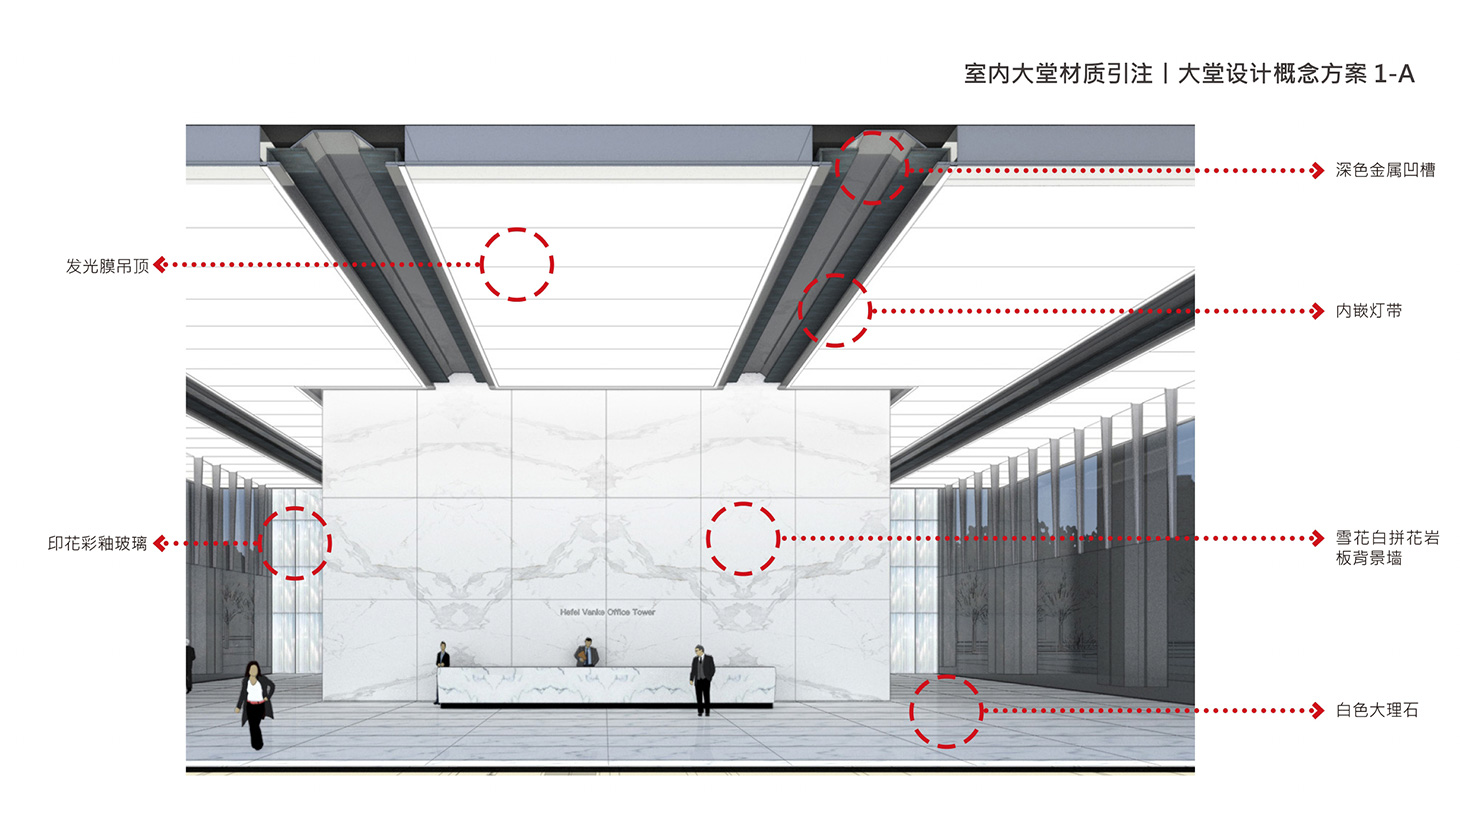 室内大堂材质引注丨大堂设计概念方案 1-A
深色金属凹槽
发光膜吊顶
内嵌灯带
印花彩釉玻璃
雪花白拼花岩
板背景墙
Hefei Vanke Office Tower
白色大理石